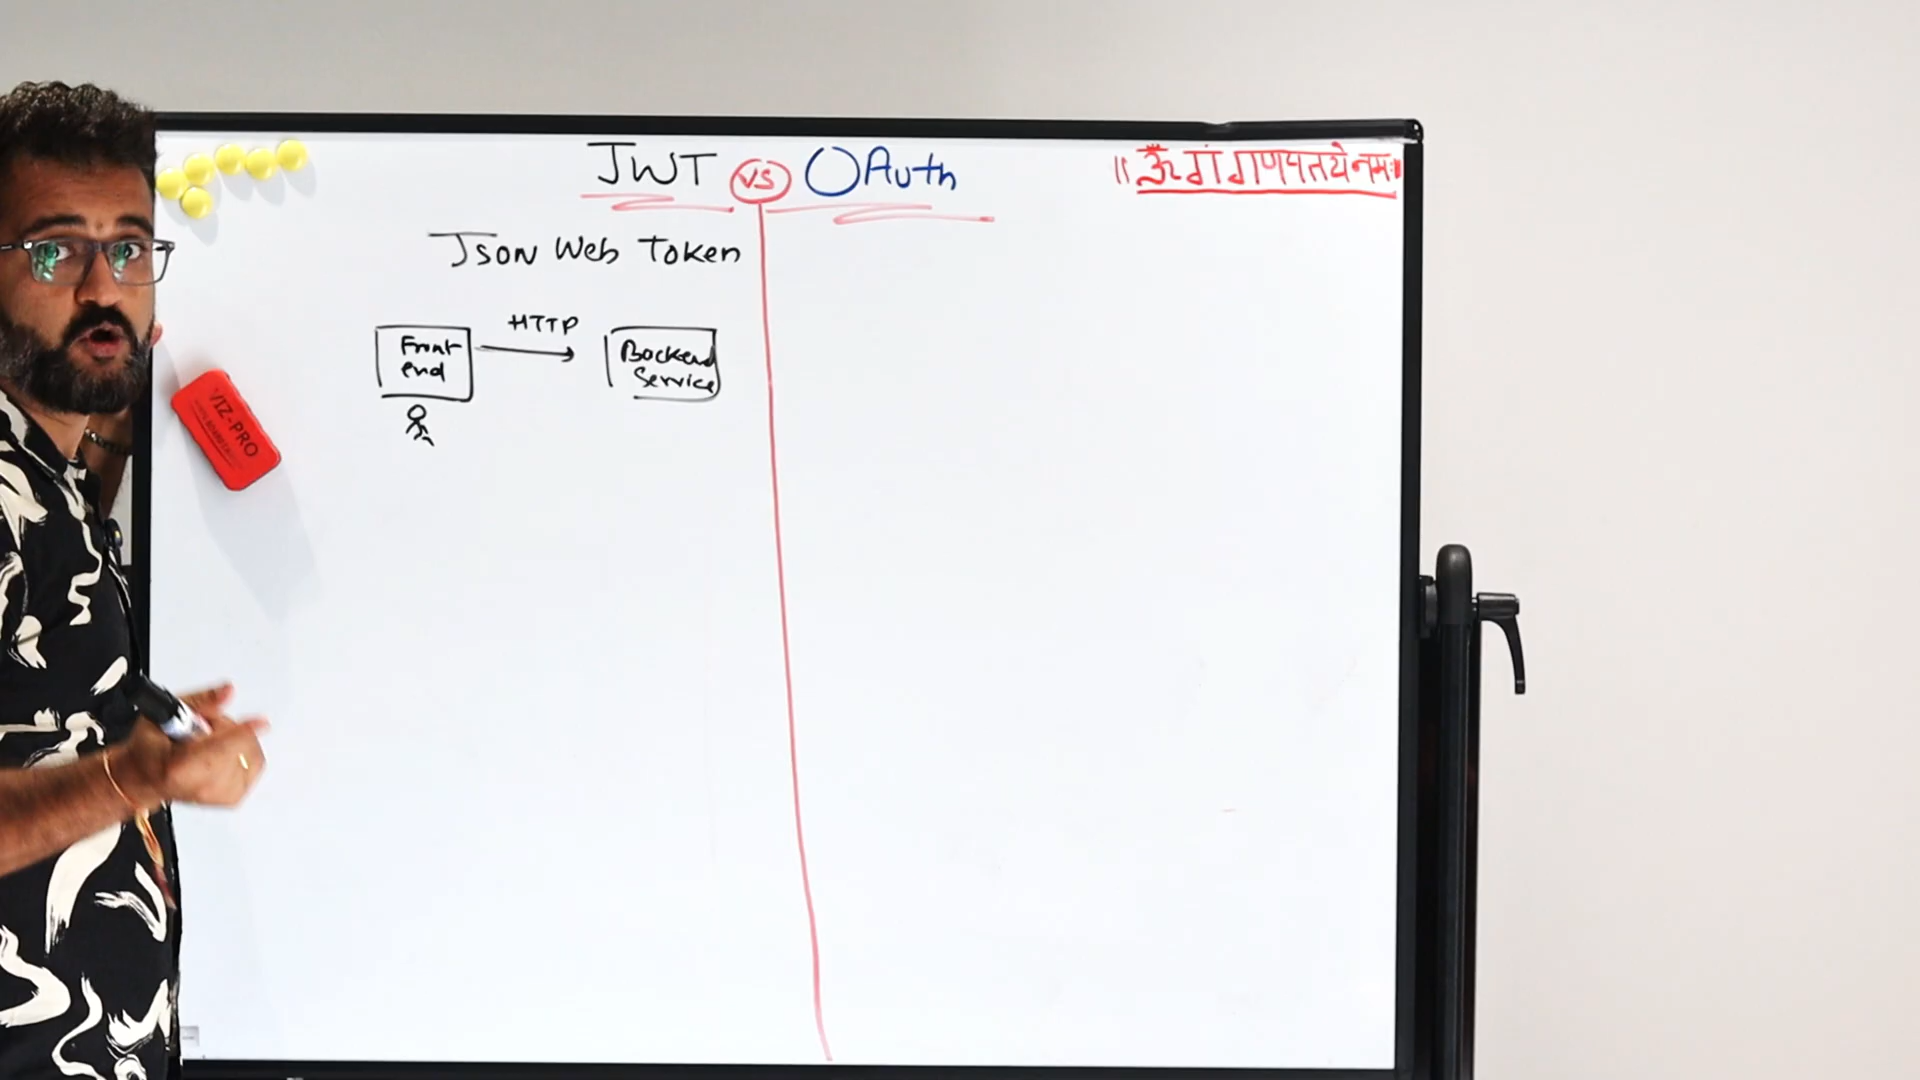 JWT vs OAuth
॥ ॐ गं गणपतये नमः॥
Json Web Token
HTTP
Front
end
Backend
Service
VIZ-PRO